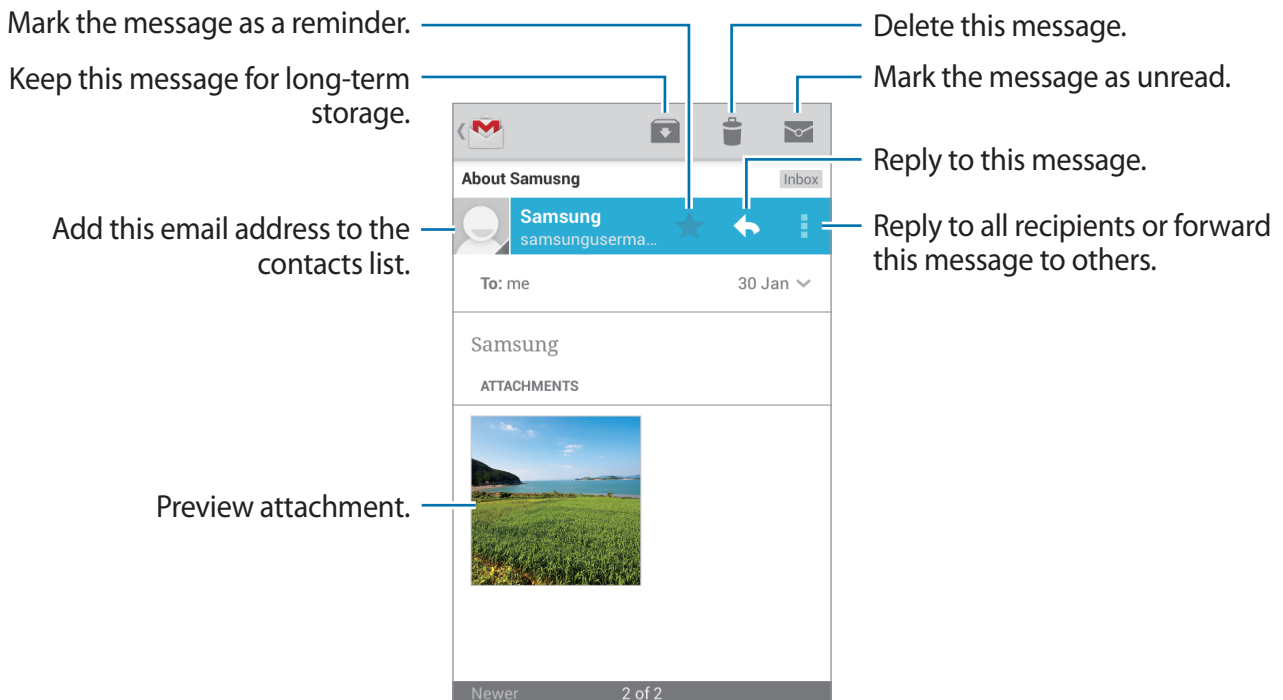 Mark the message as a reminder.
Keep this message for long-term
storage.
Add this email address to the
contacts list.
Preview attachment.
Delete this message.
Mark the message as unread.
Reply to this message.
Reply to all recipients or forward
this message to others.
About Samusng
Inbox
Samsung
samsunguserma...
To: me
30 Jan
Samsung
ATTACHMENTS
Newer
2 of 2